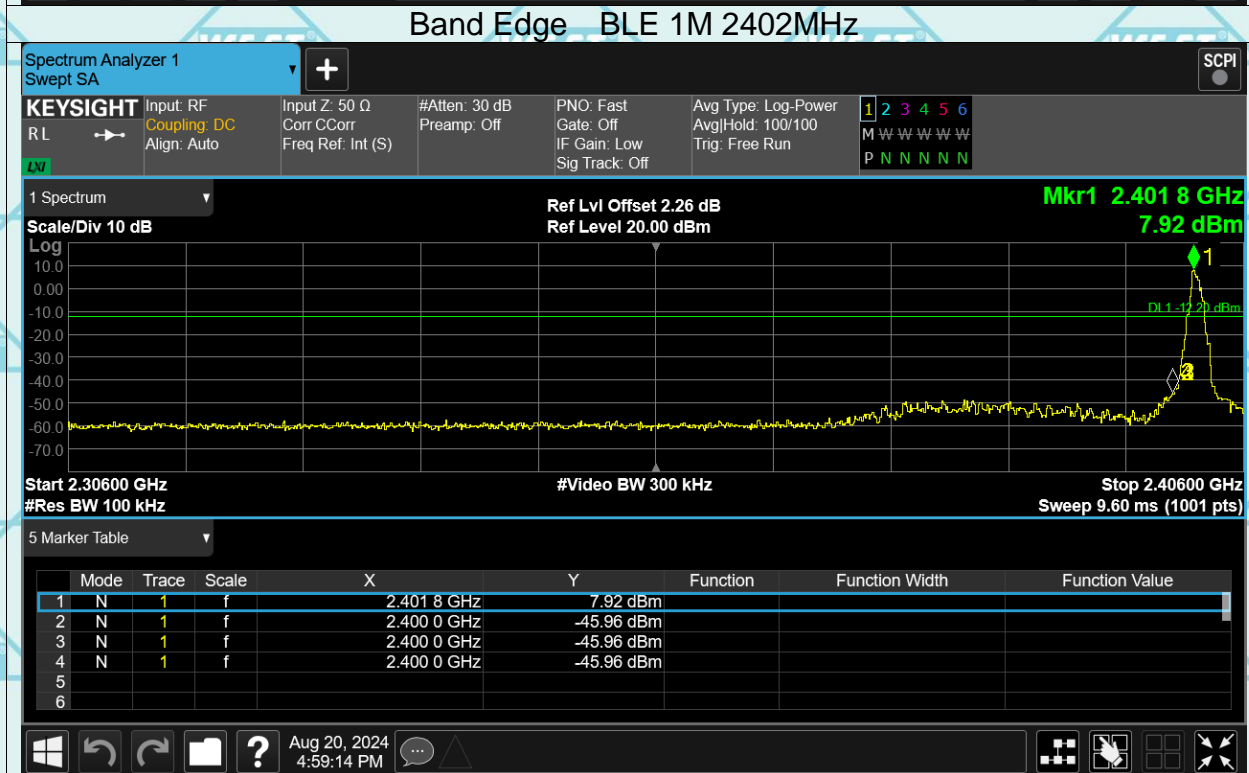 Band Edge BLE 1M 2402MHz
Spectrum Analyzer 1
Swept SA
SCPI
KEYSIGHT
R L
LXI
Input: RF
Coupling: DC
Align: Auto
Input Z: 50 Ω
Corr CCorr
Freq Ref: Int (S)
#Atten: 30 dB
Preamp: Off
PNO: Fast
Gate: Off
IF Gain: Low
Sig Track: Off
Avg Type: Log-Power
Avg|Hold: 100/100
Trig: Free Run
1 2 3 4 5 6
M W W W W W W
P N N N N N
1 Spectrum
Scale/Div 10 dB
Ref Lvl Offset 2.26 dB
Ref Level 20.00 dBm
Mkr1 2.401 8 GHz
7.92 dBm
Log
10.0
0.00
-10.0
-20.0
-30.0
-40.0
-50.0
-60.0
-70.0
1
DL1 -12.20 dBm
Start 2.30600 GHz
#Res BW 100 kHz
#Video BW 300 kHz
Stop 2.40600 GHz
Sweep 9.60 ms (1001 pts)
5 Marker Table
Mode Trace Scale X Y Function Function Width Function Value
1 N 1 f 2.401 8 GHz 7.92 dBm
2 N 1 f 2.400 0 GHz -45.96 dBm
3 N 1 f 2.400 0 GHz -45.96 dBm
4 N 1 f 2.400 0 GHz -45.96 dBm
5
6
?
Aug 20, 2024
4:59:14 PM